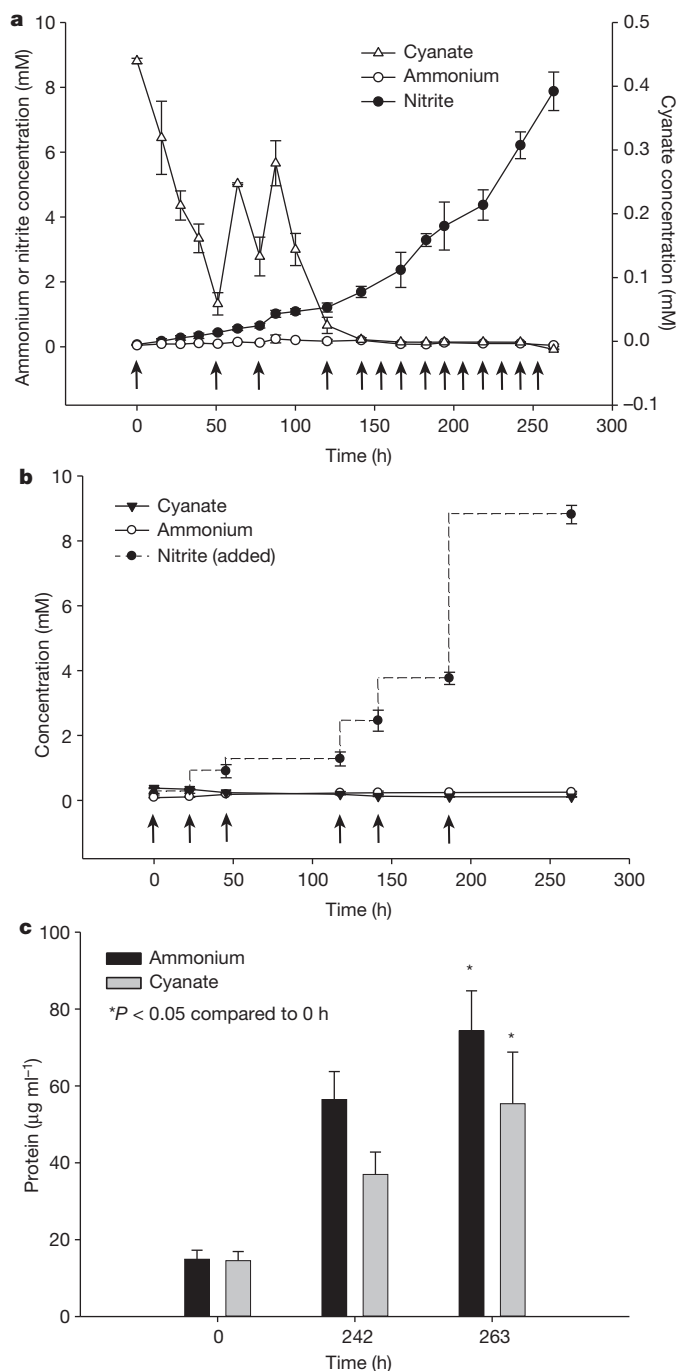 a
10
8
6
4
2
0
Ammonium or nitrite concentration (mM)
Cyanate
Ammonium
Nitrite
0.5
0.4
0.3
0.2
0.1
0.0
–0.1
Cyanate concentration (mM)
0 50 100 150 200 250 300
Time (h)
b
10
8
6
4
2
0
Concentration (mM)
Cyanate
Ammonium
Nitrite (added)
0 50 100 150 200 250 300
Time (h)
c
100
80
60
40
20
0
Protein (μg ml⁻¹)
Ammonium
Cyanate
*P < 0.05 compared to 0 h
*
*
0 242 263
Time (h)